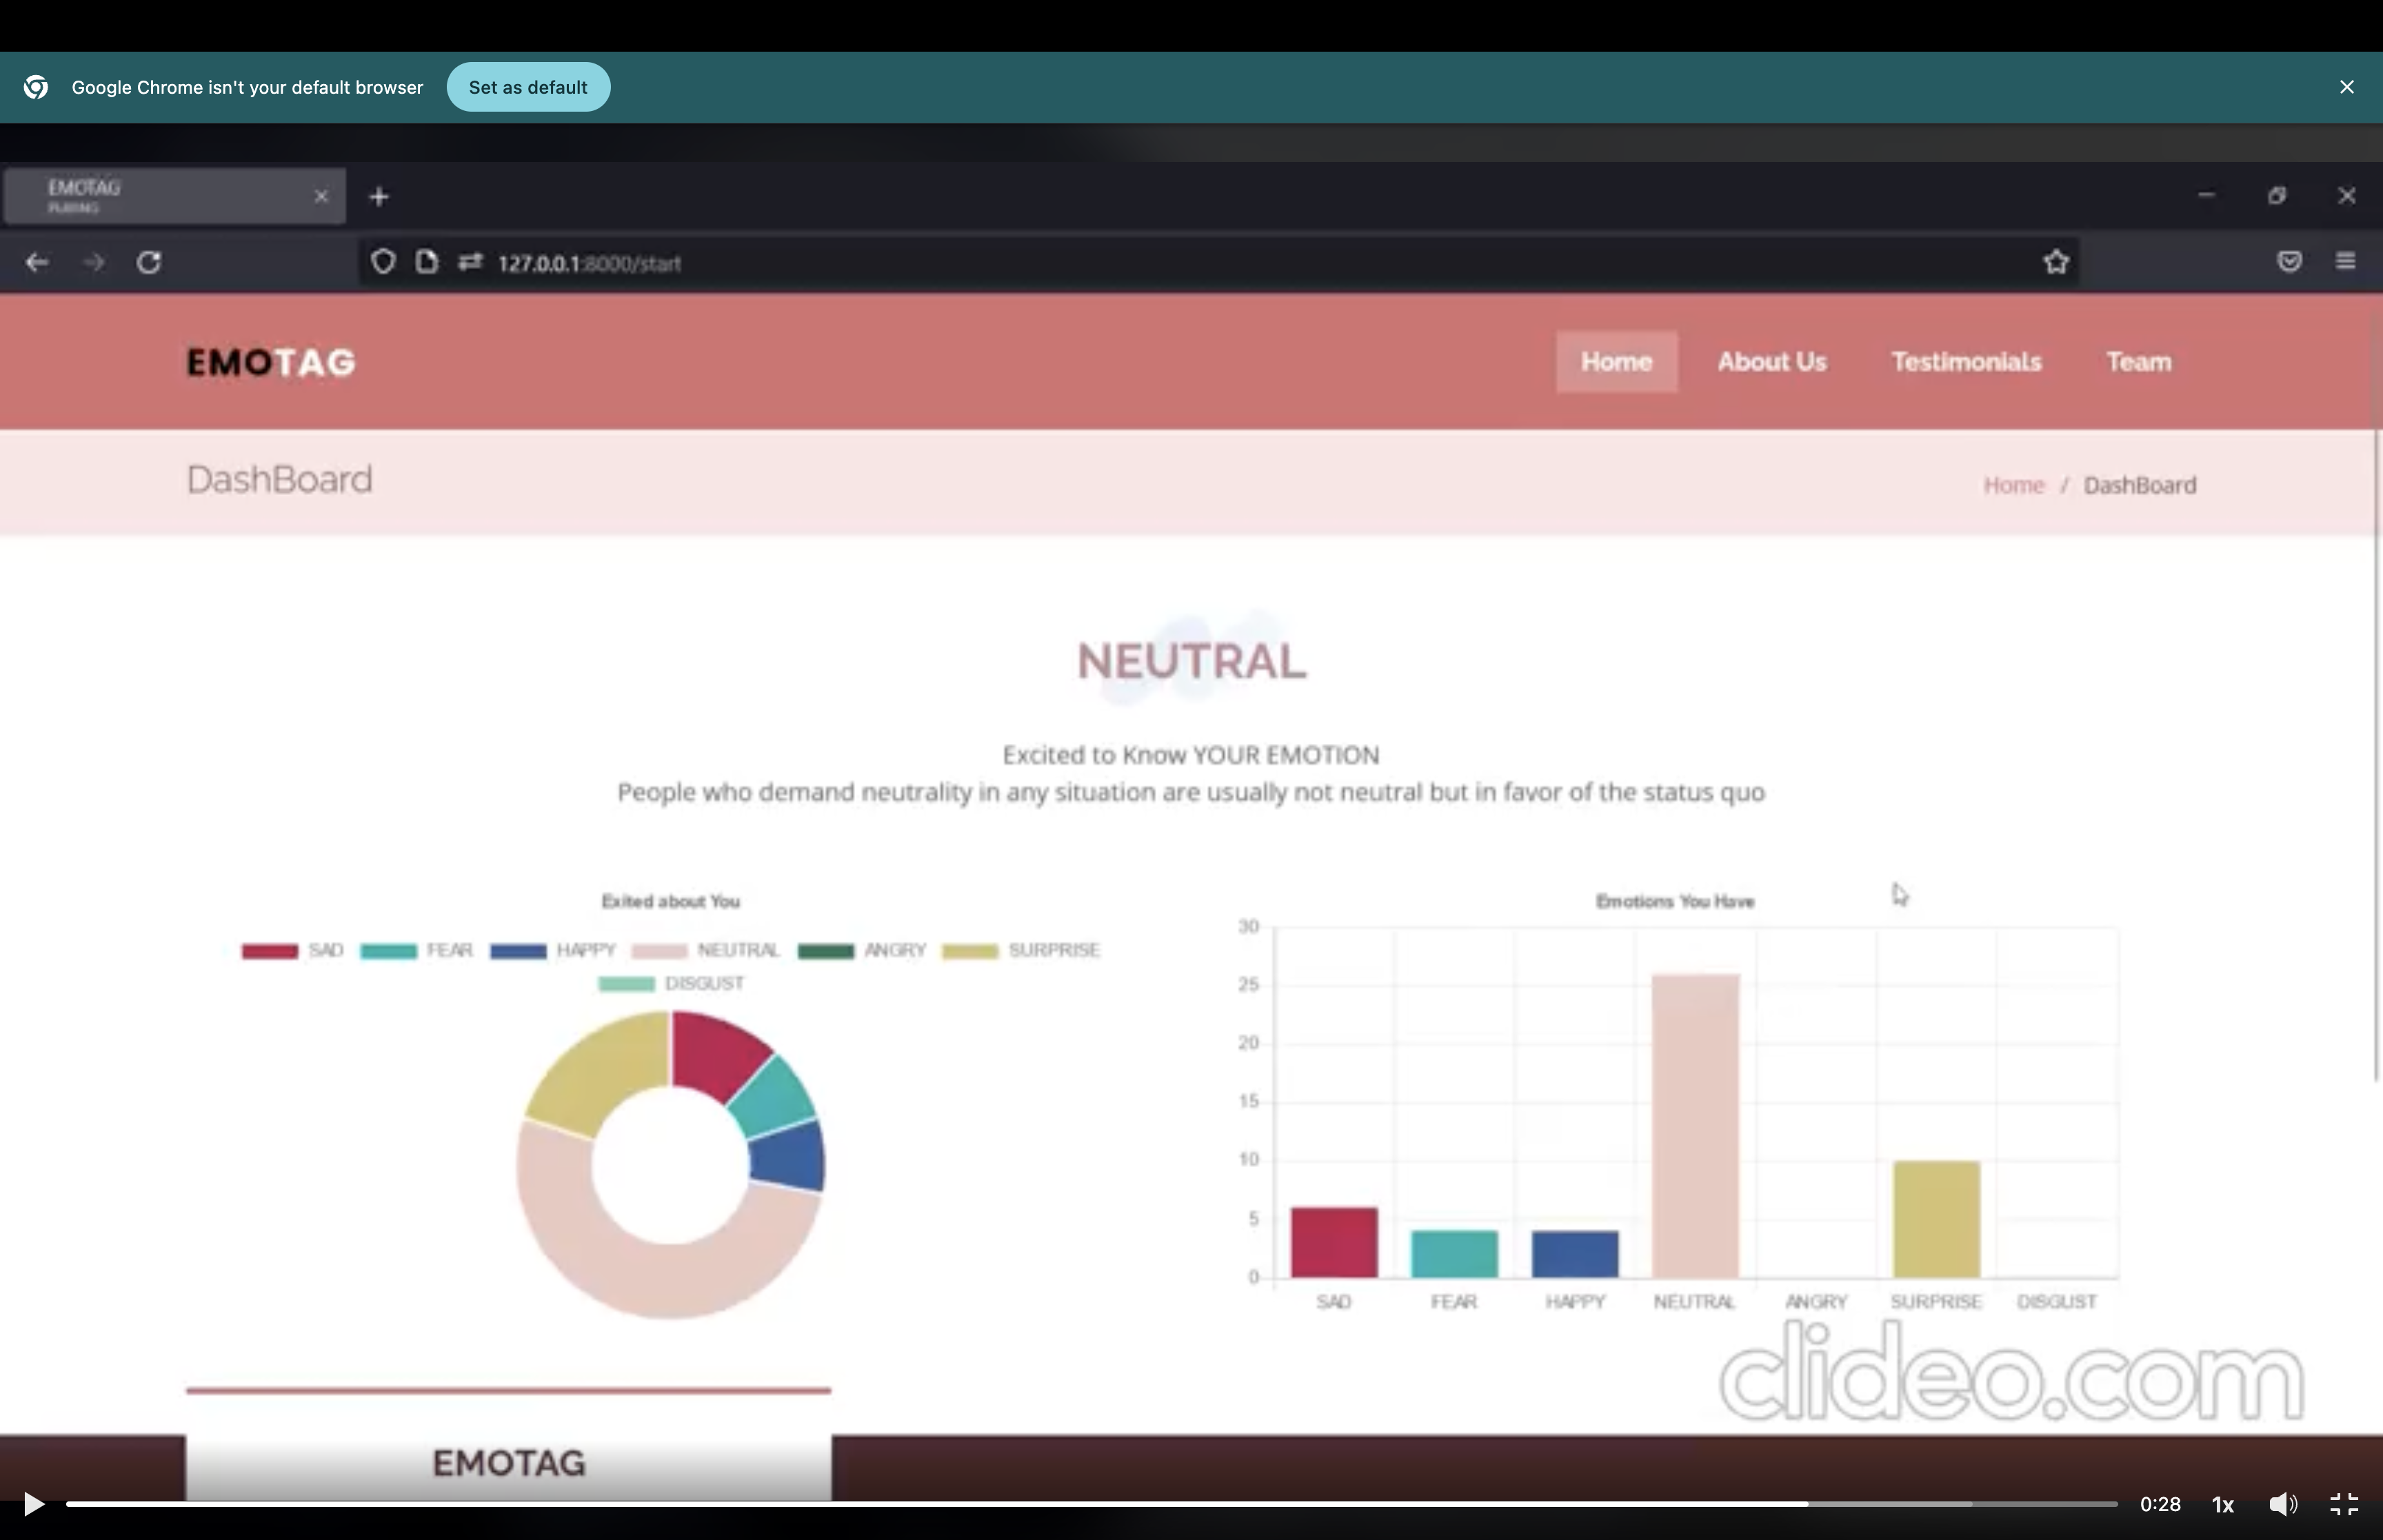 Google Chrome isn't your default browser Set as default
EMOTAG
127.0.0.1:8000/start
EMOTAG Home About Us Testimonials Team
DashBoard Home / DashBoard
NEUTRAL
Excited to Know YOUR EMOTION
People who demand neutrality in any situation are usually not neutral but in favor of the status quo
Exited about You
SAD FEAR HAPPY NEUTRAL ANGRY SURPRISE
DISGUST
Emotions You Have
30
25
20
15
10
5
0
SAD FEAR HAPPY NEUTRAL ANGRY SURPRISE DISGUST
clideo.com
EMOTAG
0:28 1x